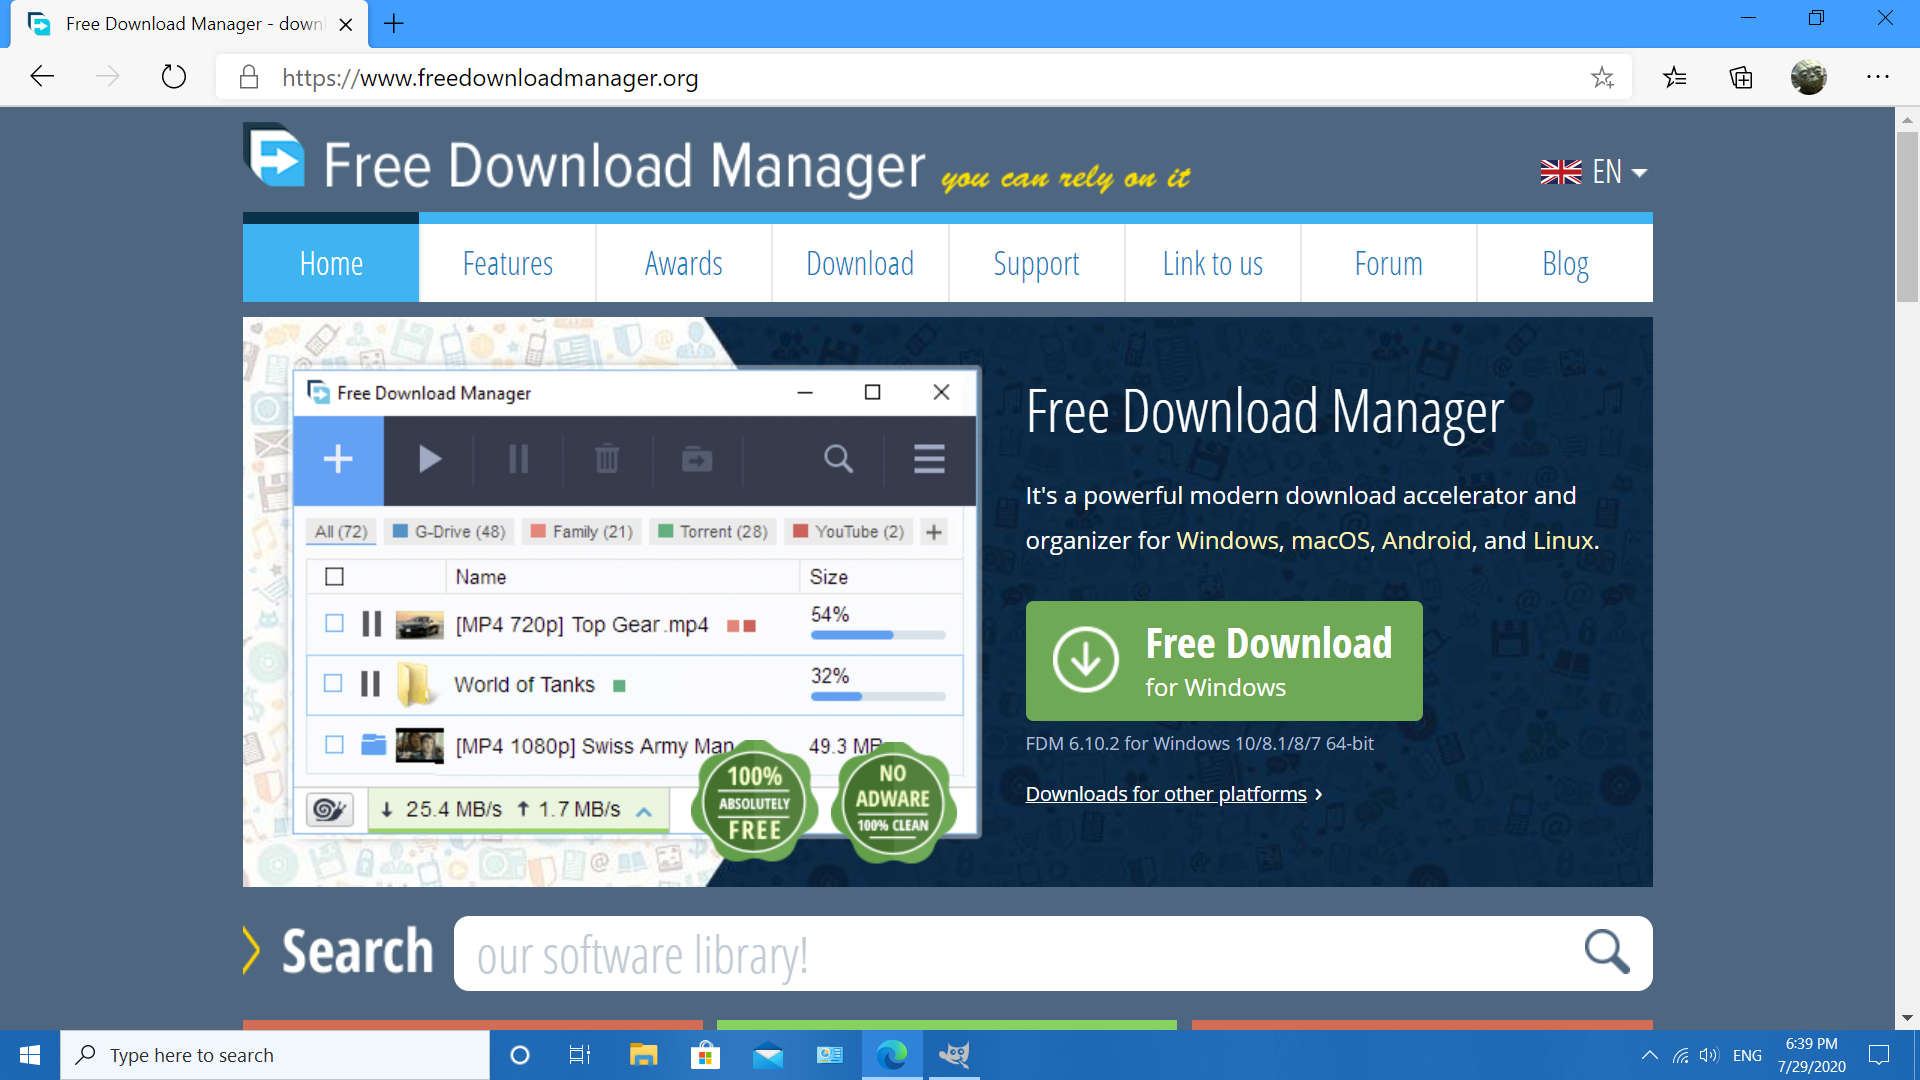 Free Download Manager - down
https://www.freedownloadmanager.org
Free Download Manager you can rely on it
EN
Home Features Awards Download Support Link to us Forum Blog
Free Download Manager
All (72) G-Drive (48) Family (21) Torrent (28) YouTube (2)
Name Size
[MP4 720p] Top Gear.mp4 54%
World of Tanks 32%
[MP4 1080p] Swiss Army Man 49.3 MB
25.4 MB/s 1.7 MB/s
100%
ABSOLUTELY
FREE
NO
ADWARE
100% CLEAN
Free Download Manager
It's a powerful modern download accelerator and
organizer for Windows, macOS, Android, and Linux.
Free Download
for Windows
FDM 6.10.2 for Windows 10/8.1/8/7 64-bit
Downloads for other platforms ›
Search our software library!
Type here to search
ENG
6:39 PM
7/29/2020